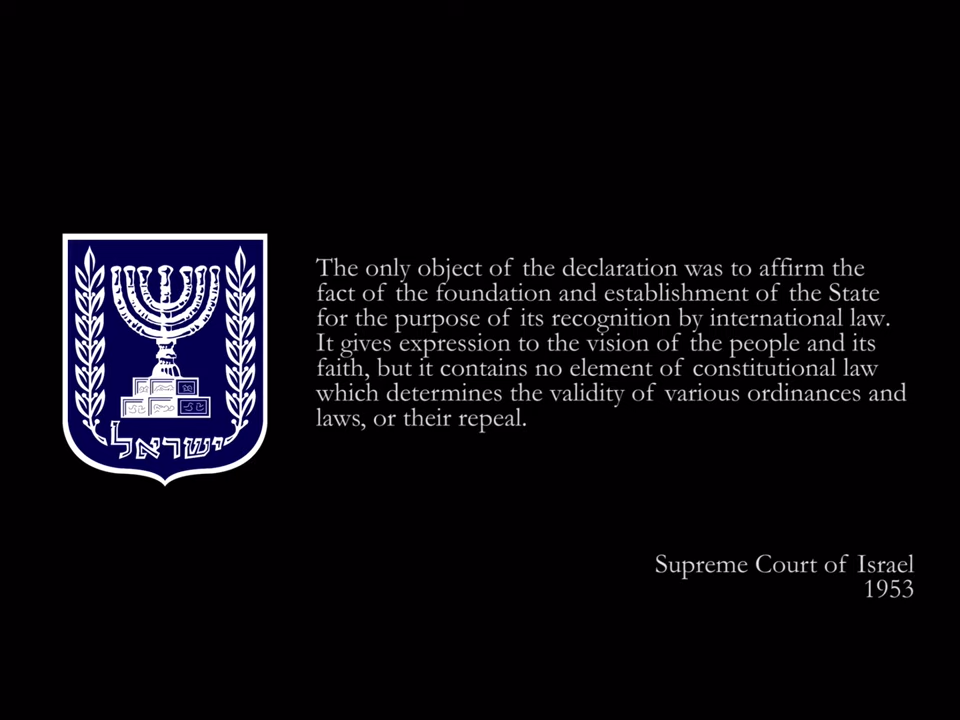 ישראל
The only object of the declaration was to affirm the
fact of the foundation and establishment of the State
for the purpose of its recognition by international law.
It gives expression to the vision of the people and its
faith, but it contains no element of constitutional law
which determines the validity of various ordinances and
laws, or their repeal.
Supreme Court of Israel
1953